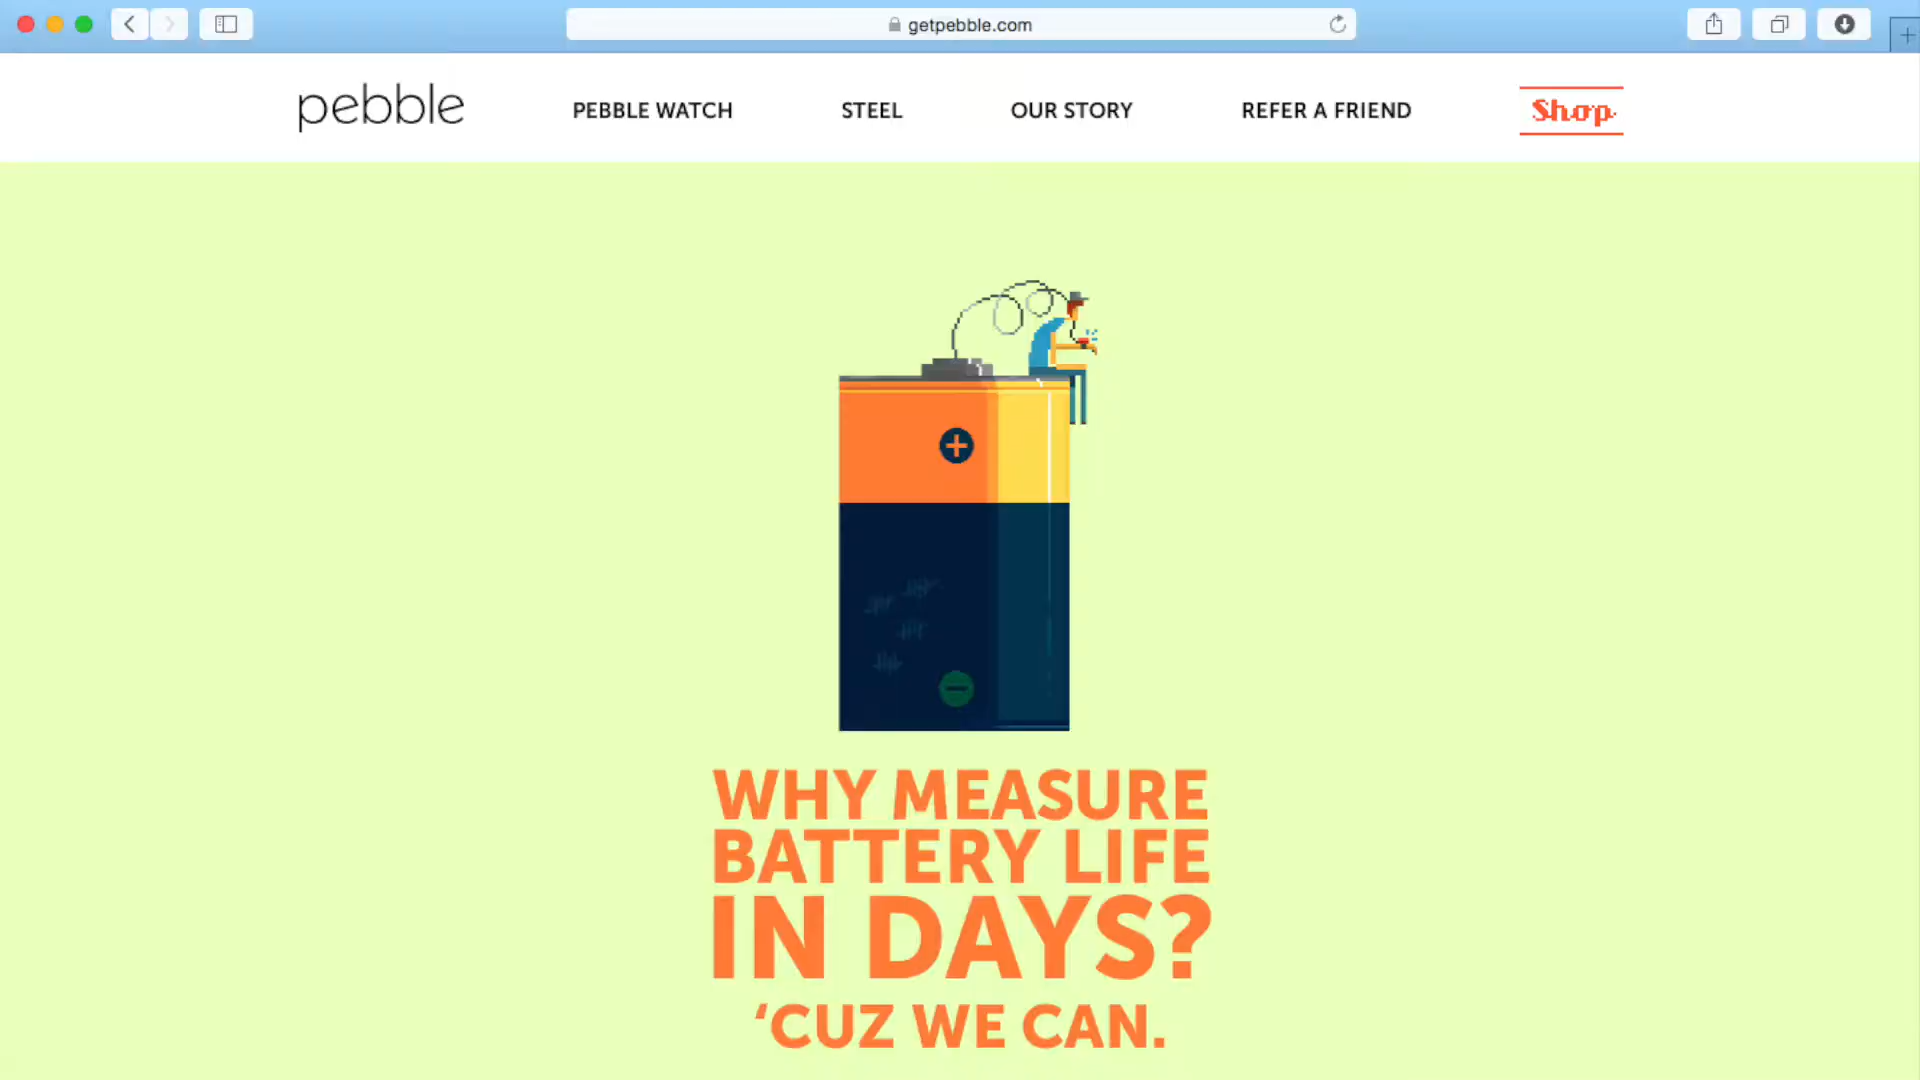 getpebble.com
pebble
PEBBLE WATCH
STEEL
OUR STORY
REFER A FRIEND
Shop
WHY MEASURE
BATTERY LIFE
IN DAYS?
‘CUZ WE CAN.